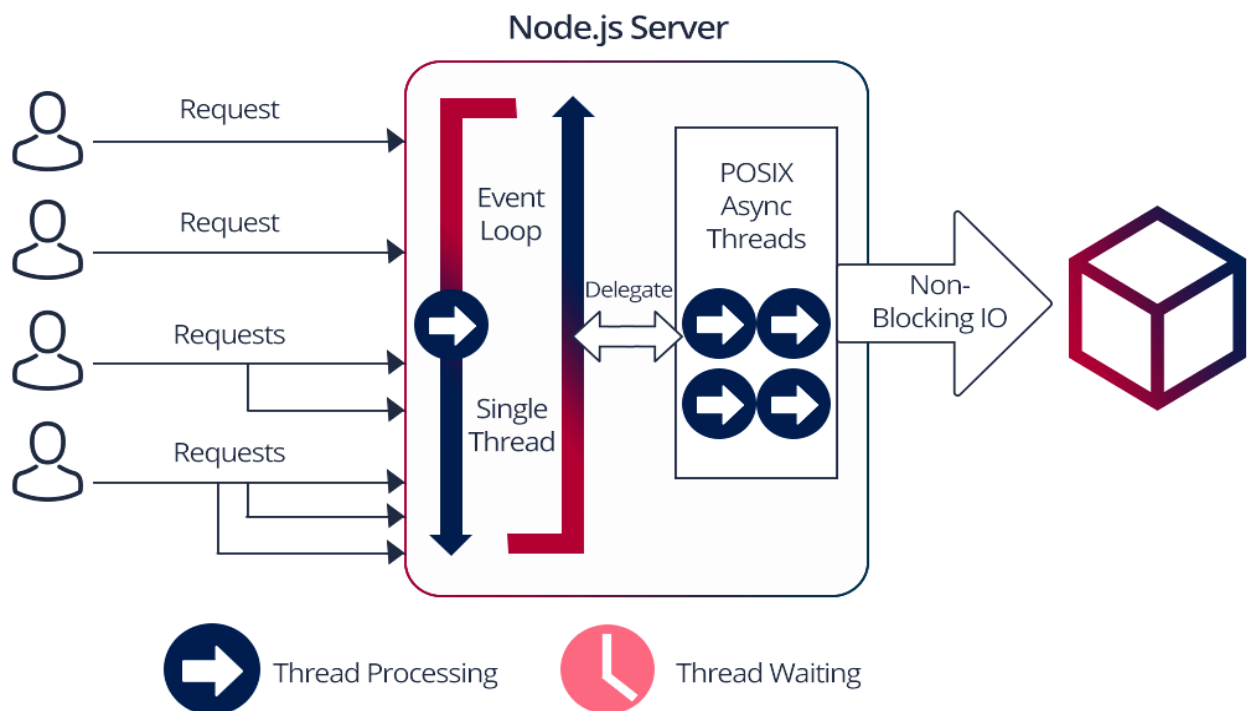 Node.js Server
Request
Request
Requests
Requests
Event
Loop
Single
Thread
Delegate
POSIX
Async
Threads
Non-
Blocking IO
Thread Processing
Thread Waiting